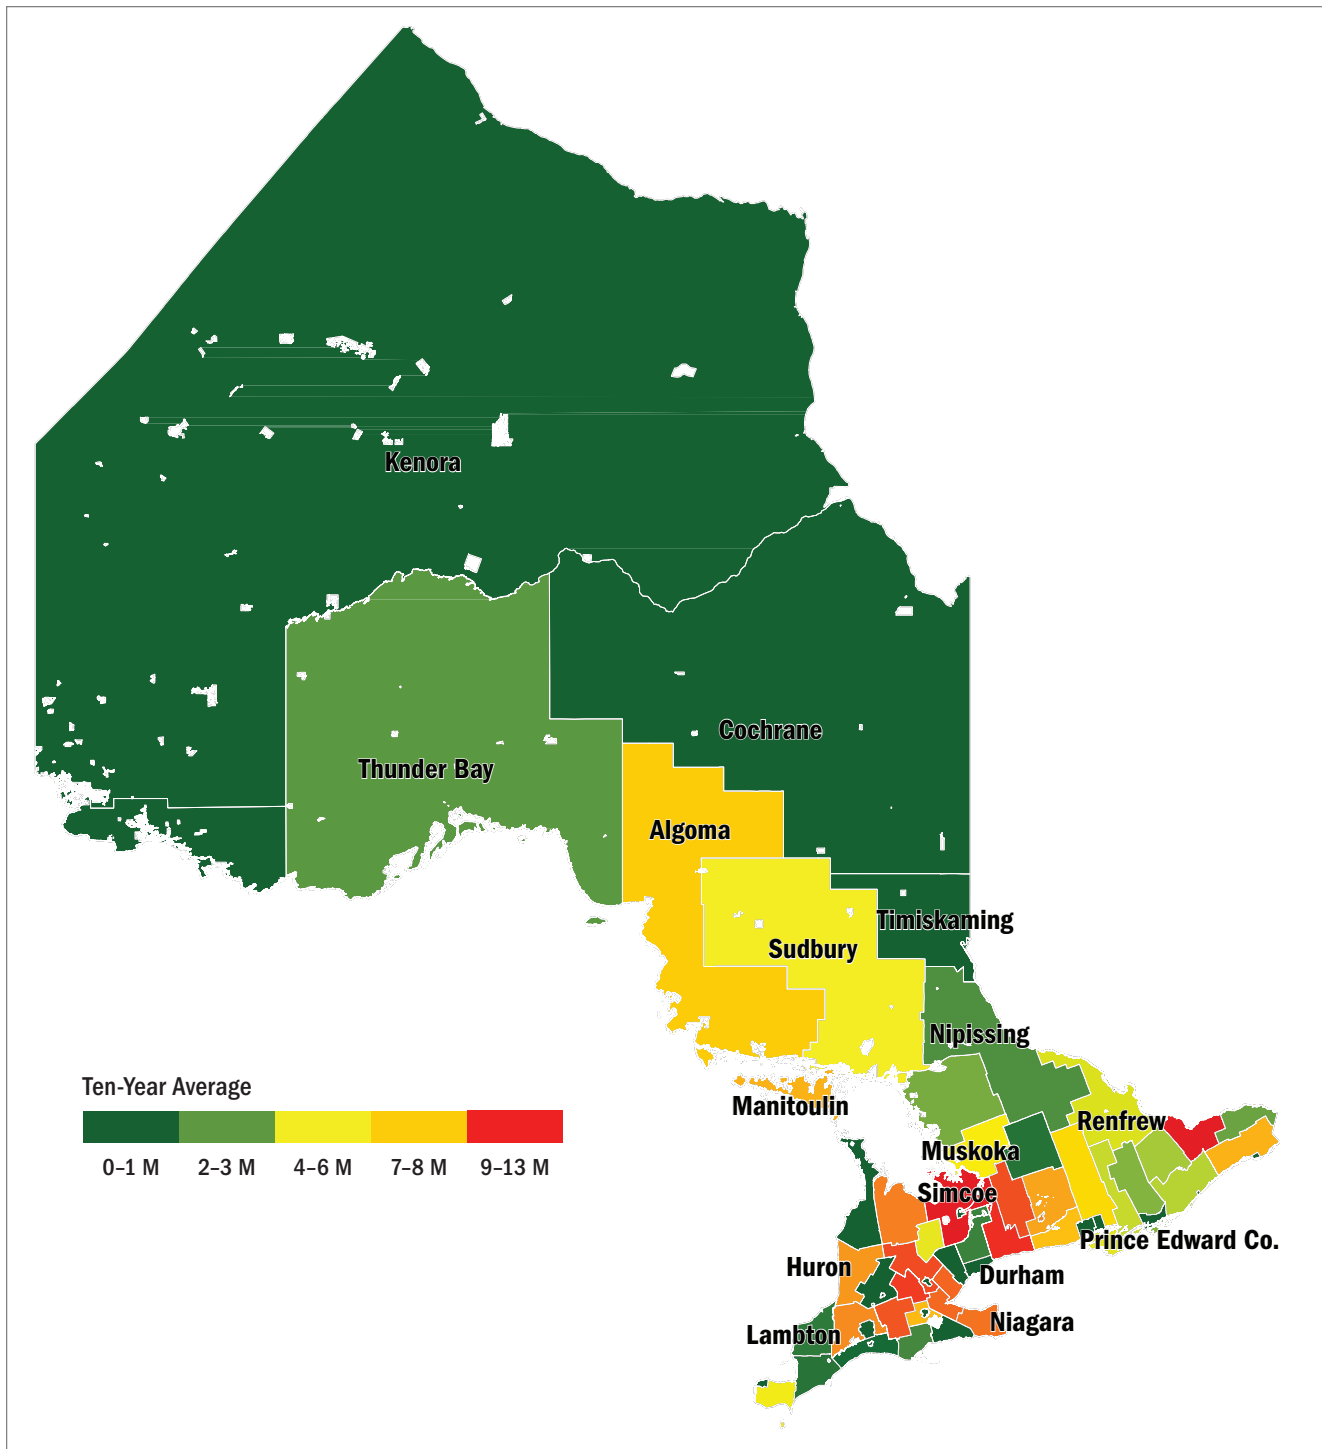 Kenora
Cochrane
Thunder Bay
Algoma
Timiskaming
Sudbury
Nipissing
Ten-Year Average
0–1 M 2–3 M 4–6 M 7–8 M 9–13 M
Manitoulin
Renfrew
Muskoka
Simcoe
Prince Edward Co.
Huron
Durham
Niagara
Lambton